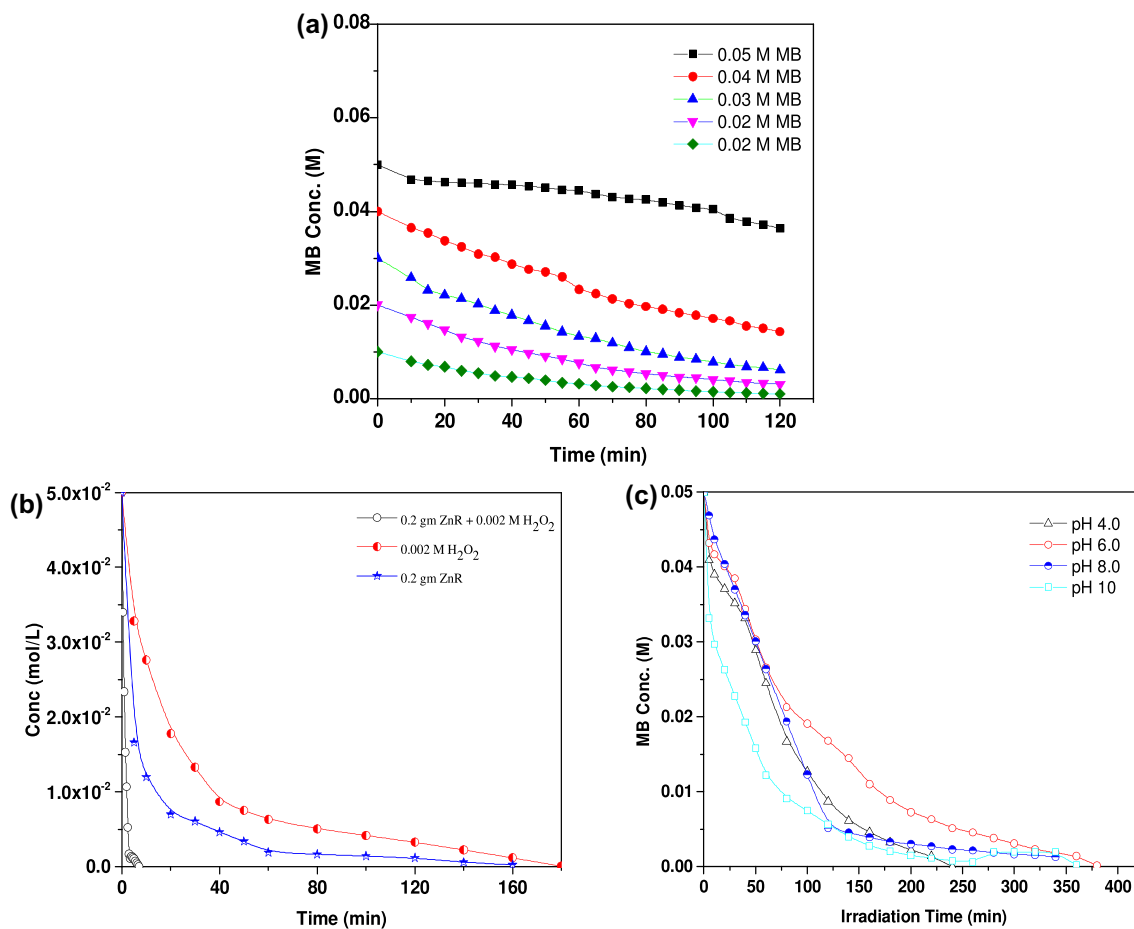 (a)
0.08
0.06
0.04
0.02
0.00
MB Conc. (M)
0.05 M MB
0.04 M MB
0.03 M MB
0.02 M MB
0.02 M MB
0 20 40 60 80 100 120
Time (min)
(b)
5.0x10⁻²
4.0x10⁻²
3.0x10⁻²
2.0x10⁻²
1.0x10⁻²
0.0
Conc (mol/L)
0.2 gm ZnR + 0.002 M H₂O₂
0.002 M H₂O₂
0.2 gm ZnR
0 40 80 120 160
Time (min)
(c)
0.05
0.04
0.03
0.02
0.01
0.00
MB Conc. (M)
pH 4.0
pH 6.0
pH 8.0
pH 10
0 50 100 150 200 250 300 350 400
Irradiation Time (min)